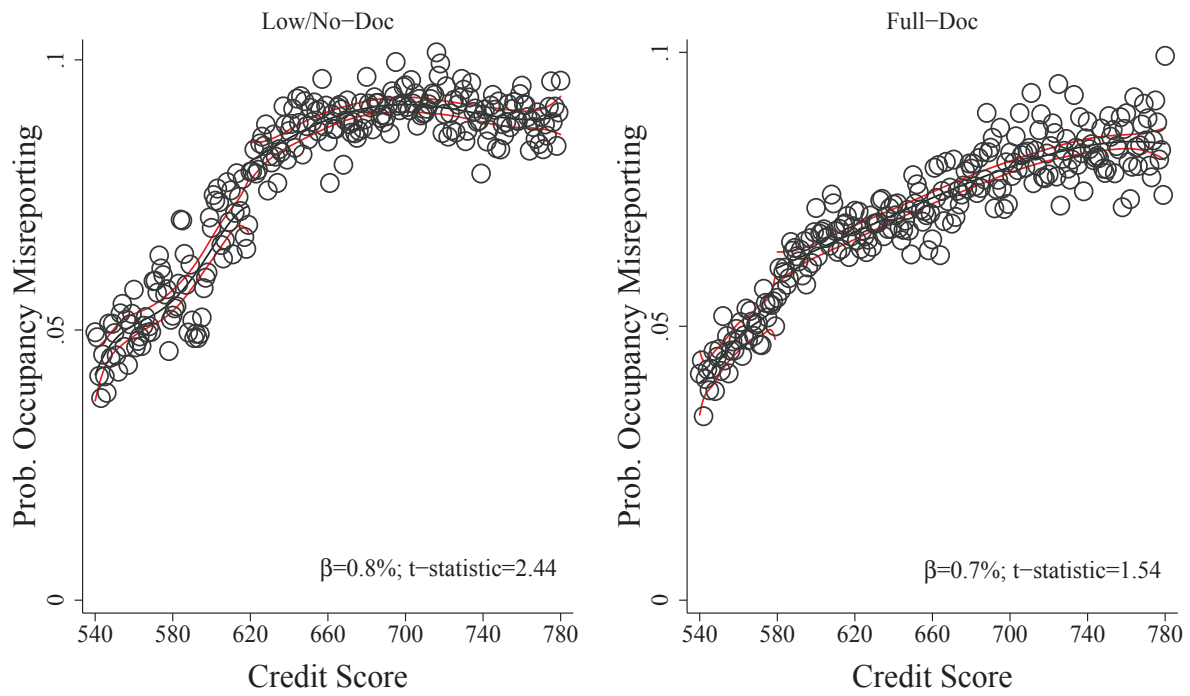 Low/No−Doc
Prob. Occupancy Misreporting
.1
.05
0
β=0.8%; t−statistic=2.44
540 580 620 660 700 740 780
Credit Score
Full−Doc
Prob. Occupancy Misreporting
.1
.05
0
β=0.7%; t−statistic=1.54
540 580 620 660 700 740 780
Credit Score